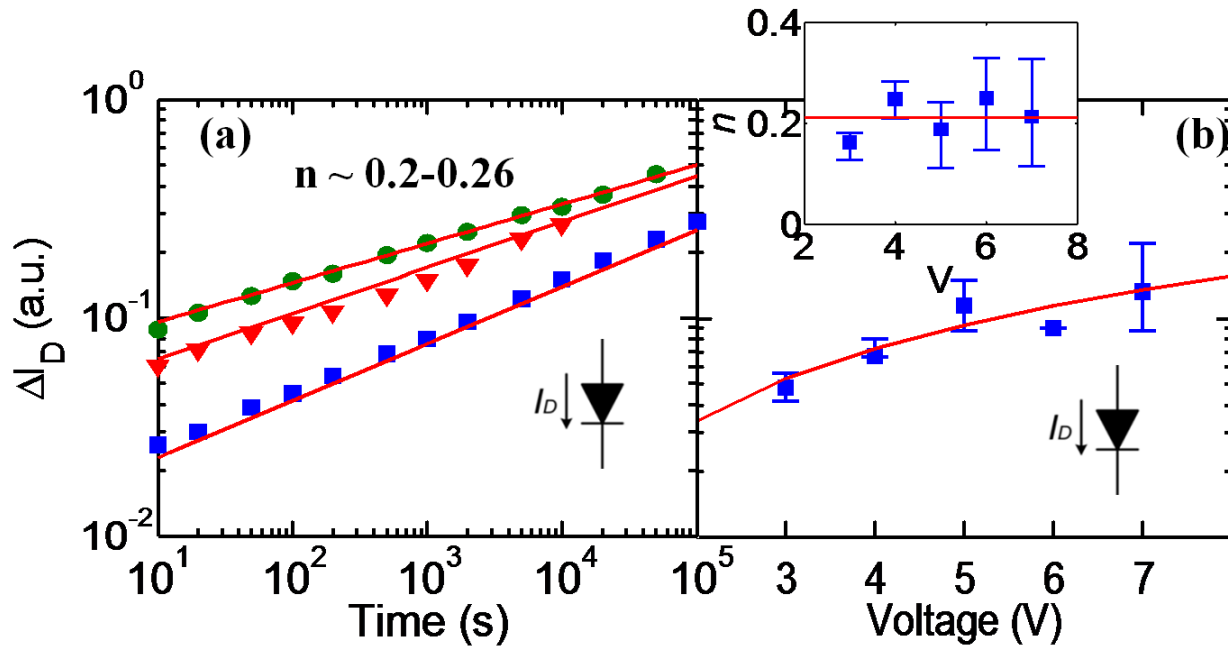 (a)
n ~ 0.2-0.26
10⁰
10⁻¹
10⁻²
ΔI_D (a.u.)
I_D
10¹ 10² 10³ 10⁴ 10⁵
Time (s)
(b)
0.4
0.2
0
n
2 4 6 8
V
I_D
3 4 5 6 7
Voltage (V)